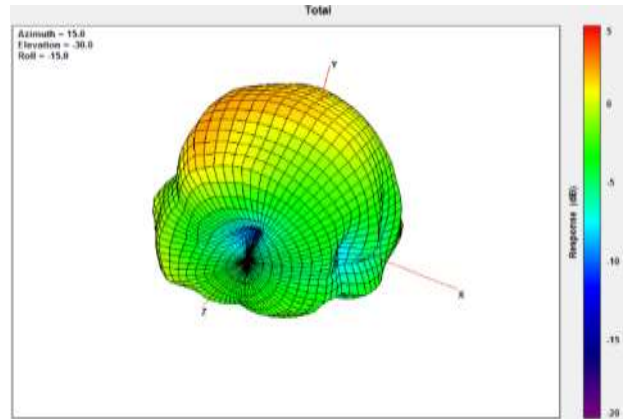 Total
Azimuth = 15.0
Elevation = -30.0
Roll = -15.0
Y
X
Z
5
0
-5
-10
-15
-20
Response (dB)